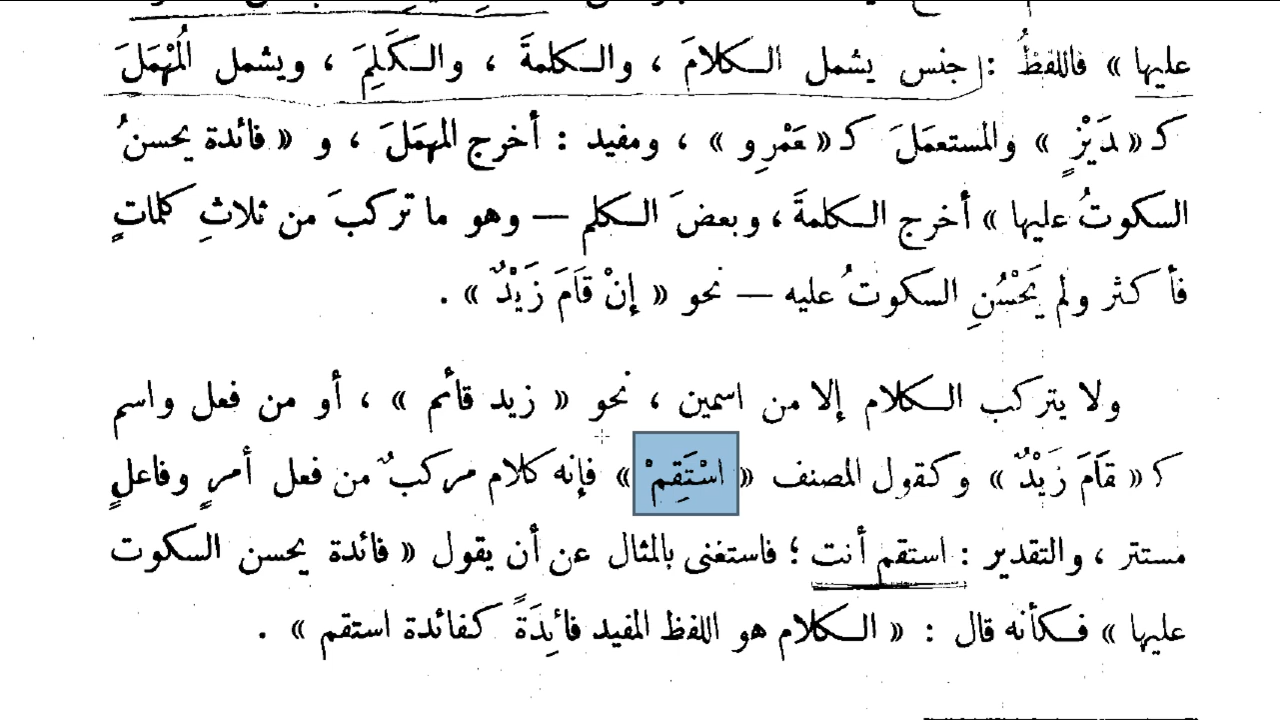 عليها » فاللفظُ : جنس يشمل الكلامَ ، والكلمةَ ، والكَلِمَ ، ويشمل المُهْمَلَ
كـ « دَيْزٍ » والمستعمَلَ كـ « عَمْرٍو » ، ومفيد : أخرج المهمَلَ ، و « فائدة يحسنُ
السكوتُ عليها » أخرج الكلمةَ ، وبعضَ الكلم — وهو ما تركبَ من ثلاثِ كلماتٍ
فأكثر ولم يَحْسُنِ السكوتُ عليه — نحو « إِنْ قَامَ زَيْدٌ » .
ولا يتركب الكلام إلا من اسمين ، نحو « زيد قائم » ، أو من فعل واسم
كـ « قَامَ زَيْدٌ » وكقول المصنف « اسْتَقِمْ » فإنه كلام مركبٌ من فعل أمرٍ وفاعلٍ
مستتر ، والتقدير : استقم أنت ؛ فاستغنى بالمثال عن أن يقول « فائدة يحسن السكوت
عليها » فكأنه قال : « الكلام هو اللفظ المفيد فائِدَةً كفائدة استقم » .